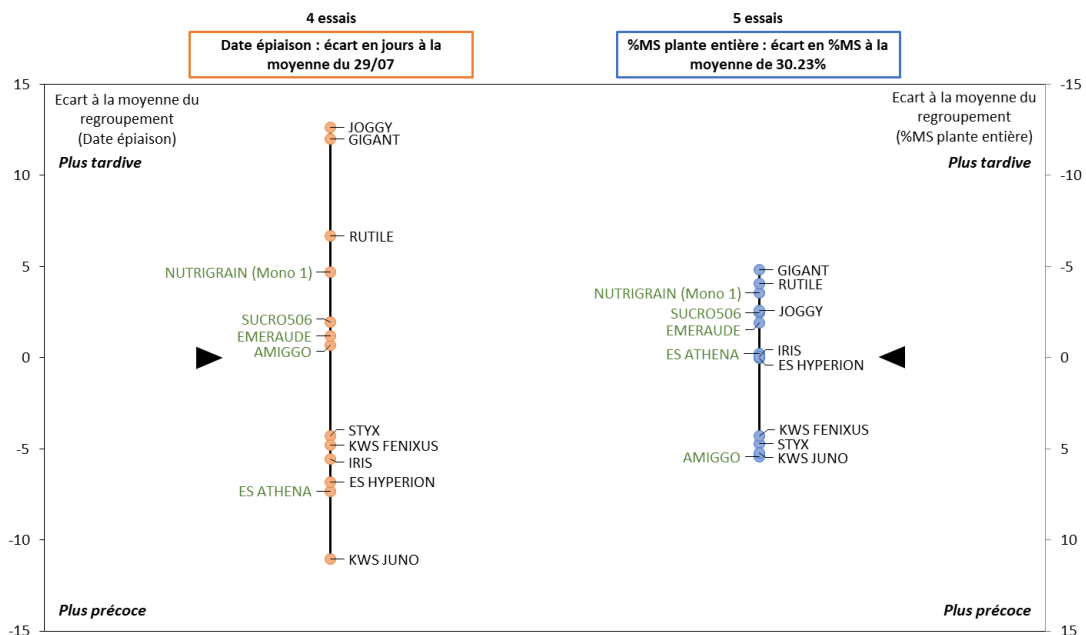 4 essais
Date épiaison : écart en jours à la
moyenne du 29/07
5 essais
%MS plante entière : écart en %MS à la
moyenne de 30.23%
15
10
5
0
-5
-10
-15
Ecart à la moyenne du
regroupement
(Date épiaison)
Plus tardive
JOGGY
GIGANT
RUTILE
NUTRIGRAIN (Mono 1)
SUCRO506
EMERAUDE
AMIGGO
STYX
KWS FENIXUS
IRIS
ES HYPERION
ES ATHENA
KWS JUNO
Plus précoce
Ecart à la moyenne du
regroupement
(%MS plante entière)
Plus tardive
GIGANT
RUTILE
NUTRIGRAIN (Mono 1)
JOGGY
SUCRO506
EMERAUDE
IRIS
ES ATHENA
ES HYPERION
KWS FENIXUS
STYX
AMIGGO
KWS JUNO
Plus précoce
-15
-10
-5
0
5
10
15